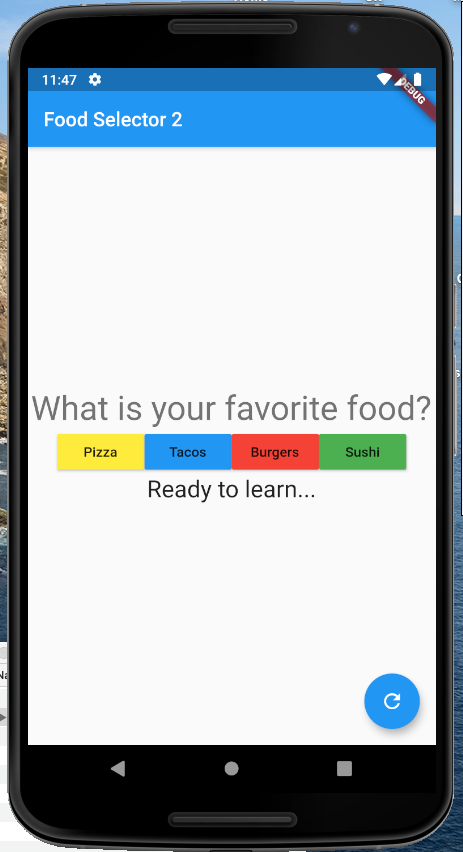 11:47
DEBUG
Food Selector 2
What is your favorite food?
Pizza Tacos Burgers Sushi
Ready to learn...